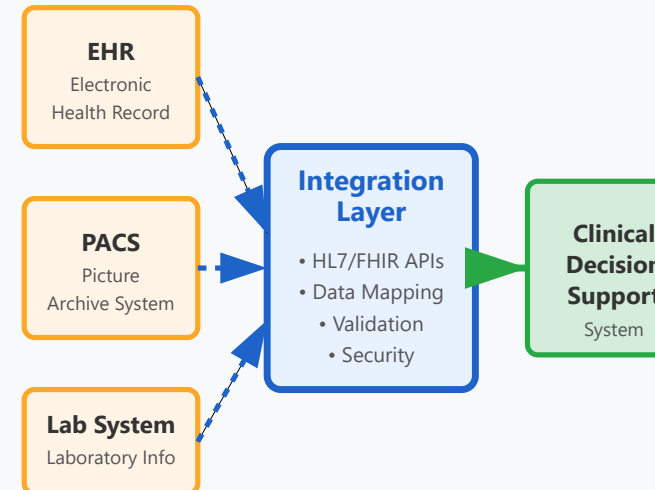 EHR
Electronic
Health Record
PACS
Picture
Archive System
Lab System
Laboratory Info
Integration
Layer
• HL7/FHIR APIs
• Data Mapping
• Validation
• Security
Clinical
Decision
Support
System